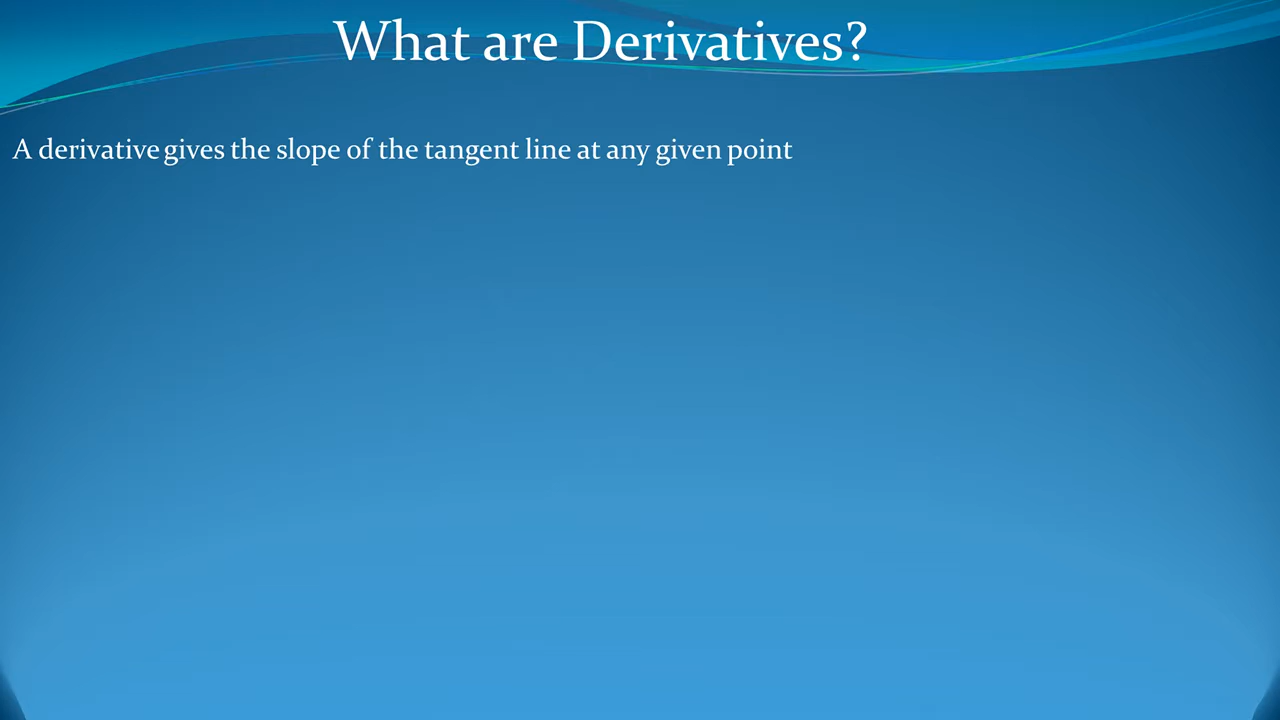 What are Derivatives?
A derivative gives the slope of the tangent line at any given point